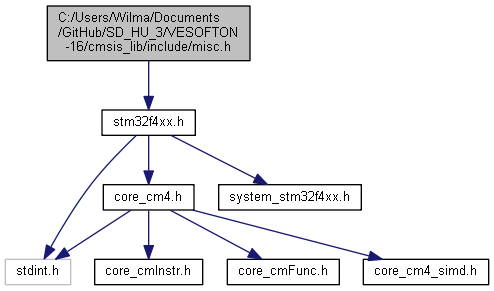 C:/Users/Wilma/Documents
/GitHub/SD_HU_3/VESOFTON
-16/cmsis_lib/include/misc.h
stm32f4xx.h
core_cm4.h
system_stm32f4xx.h
stdint.h
core_cmInstr.h
core_cmFunc.h
core_cm4_simd.h